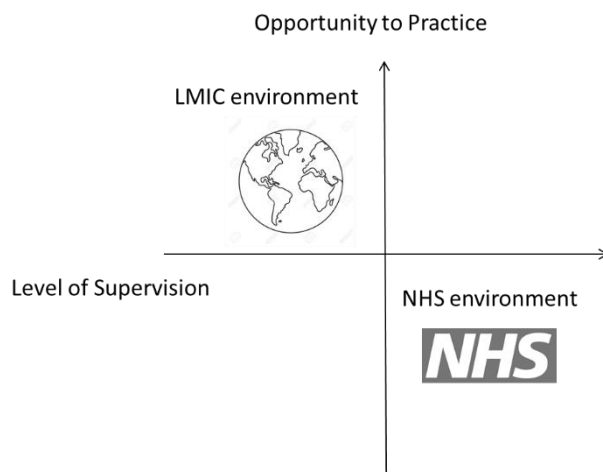 Opportunity to Practice
LMIC environment
Level of Supervision
NHS environment
NHS